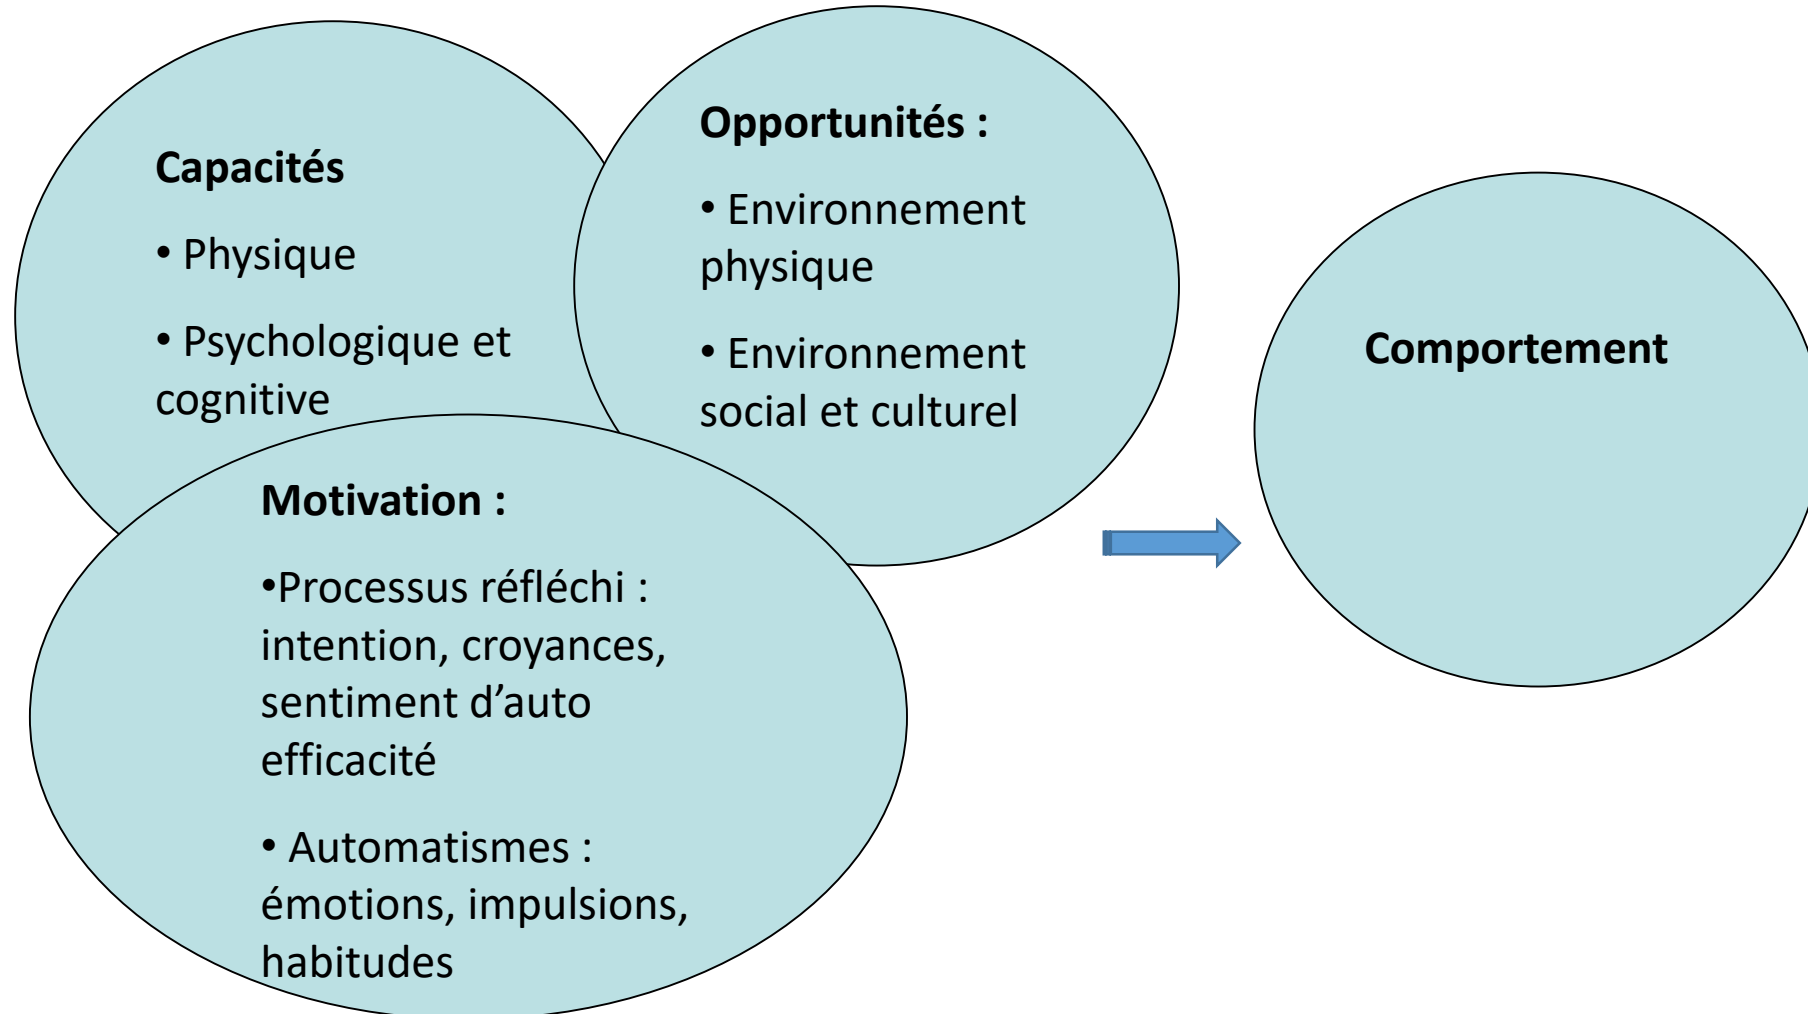 Capacités
• Physique
• Psychologique et
cognitive
Opportunités :
• Environnement
physique
• Environnement
social et culturel
Motivation :
•Processus réfléchi :
intention, croyances,
sentiment d’auto
efficacité
• Automatismes :
émotions, impulsions,
habitudes
Comportement